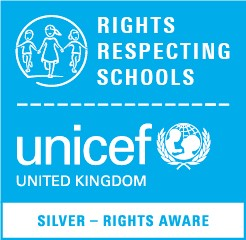 RIGHTS
RESPECTING
SCHOOLS
unicef
UNITED KINGDOM
SILVER – RIGHTS AWARE